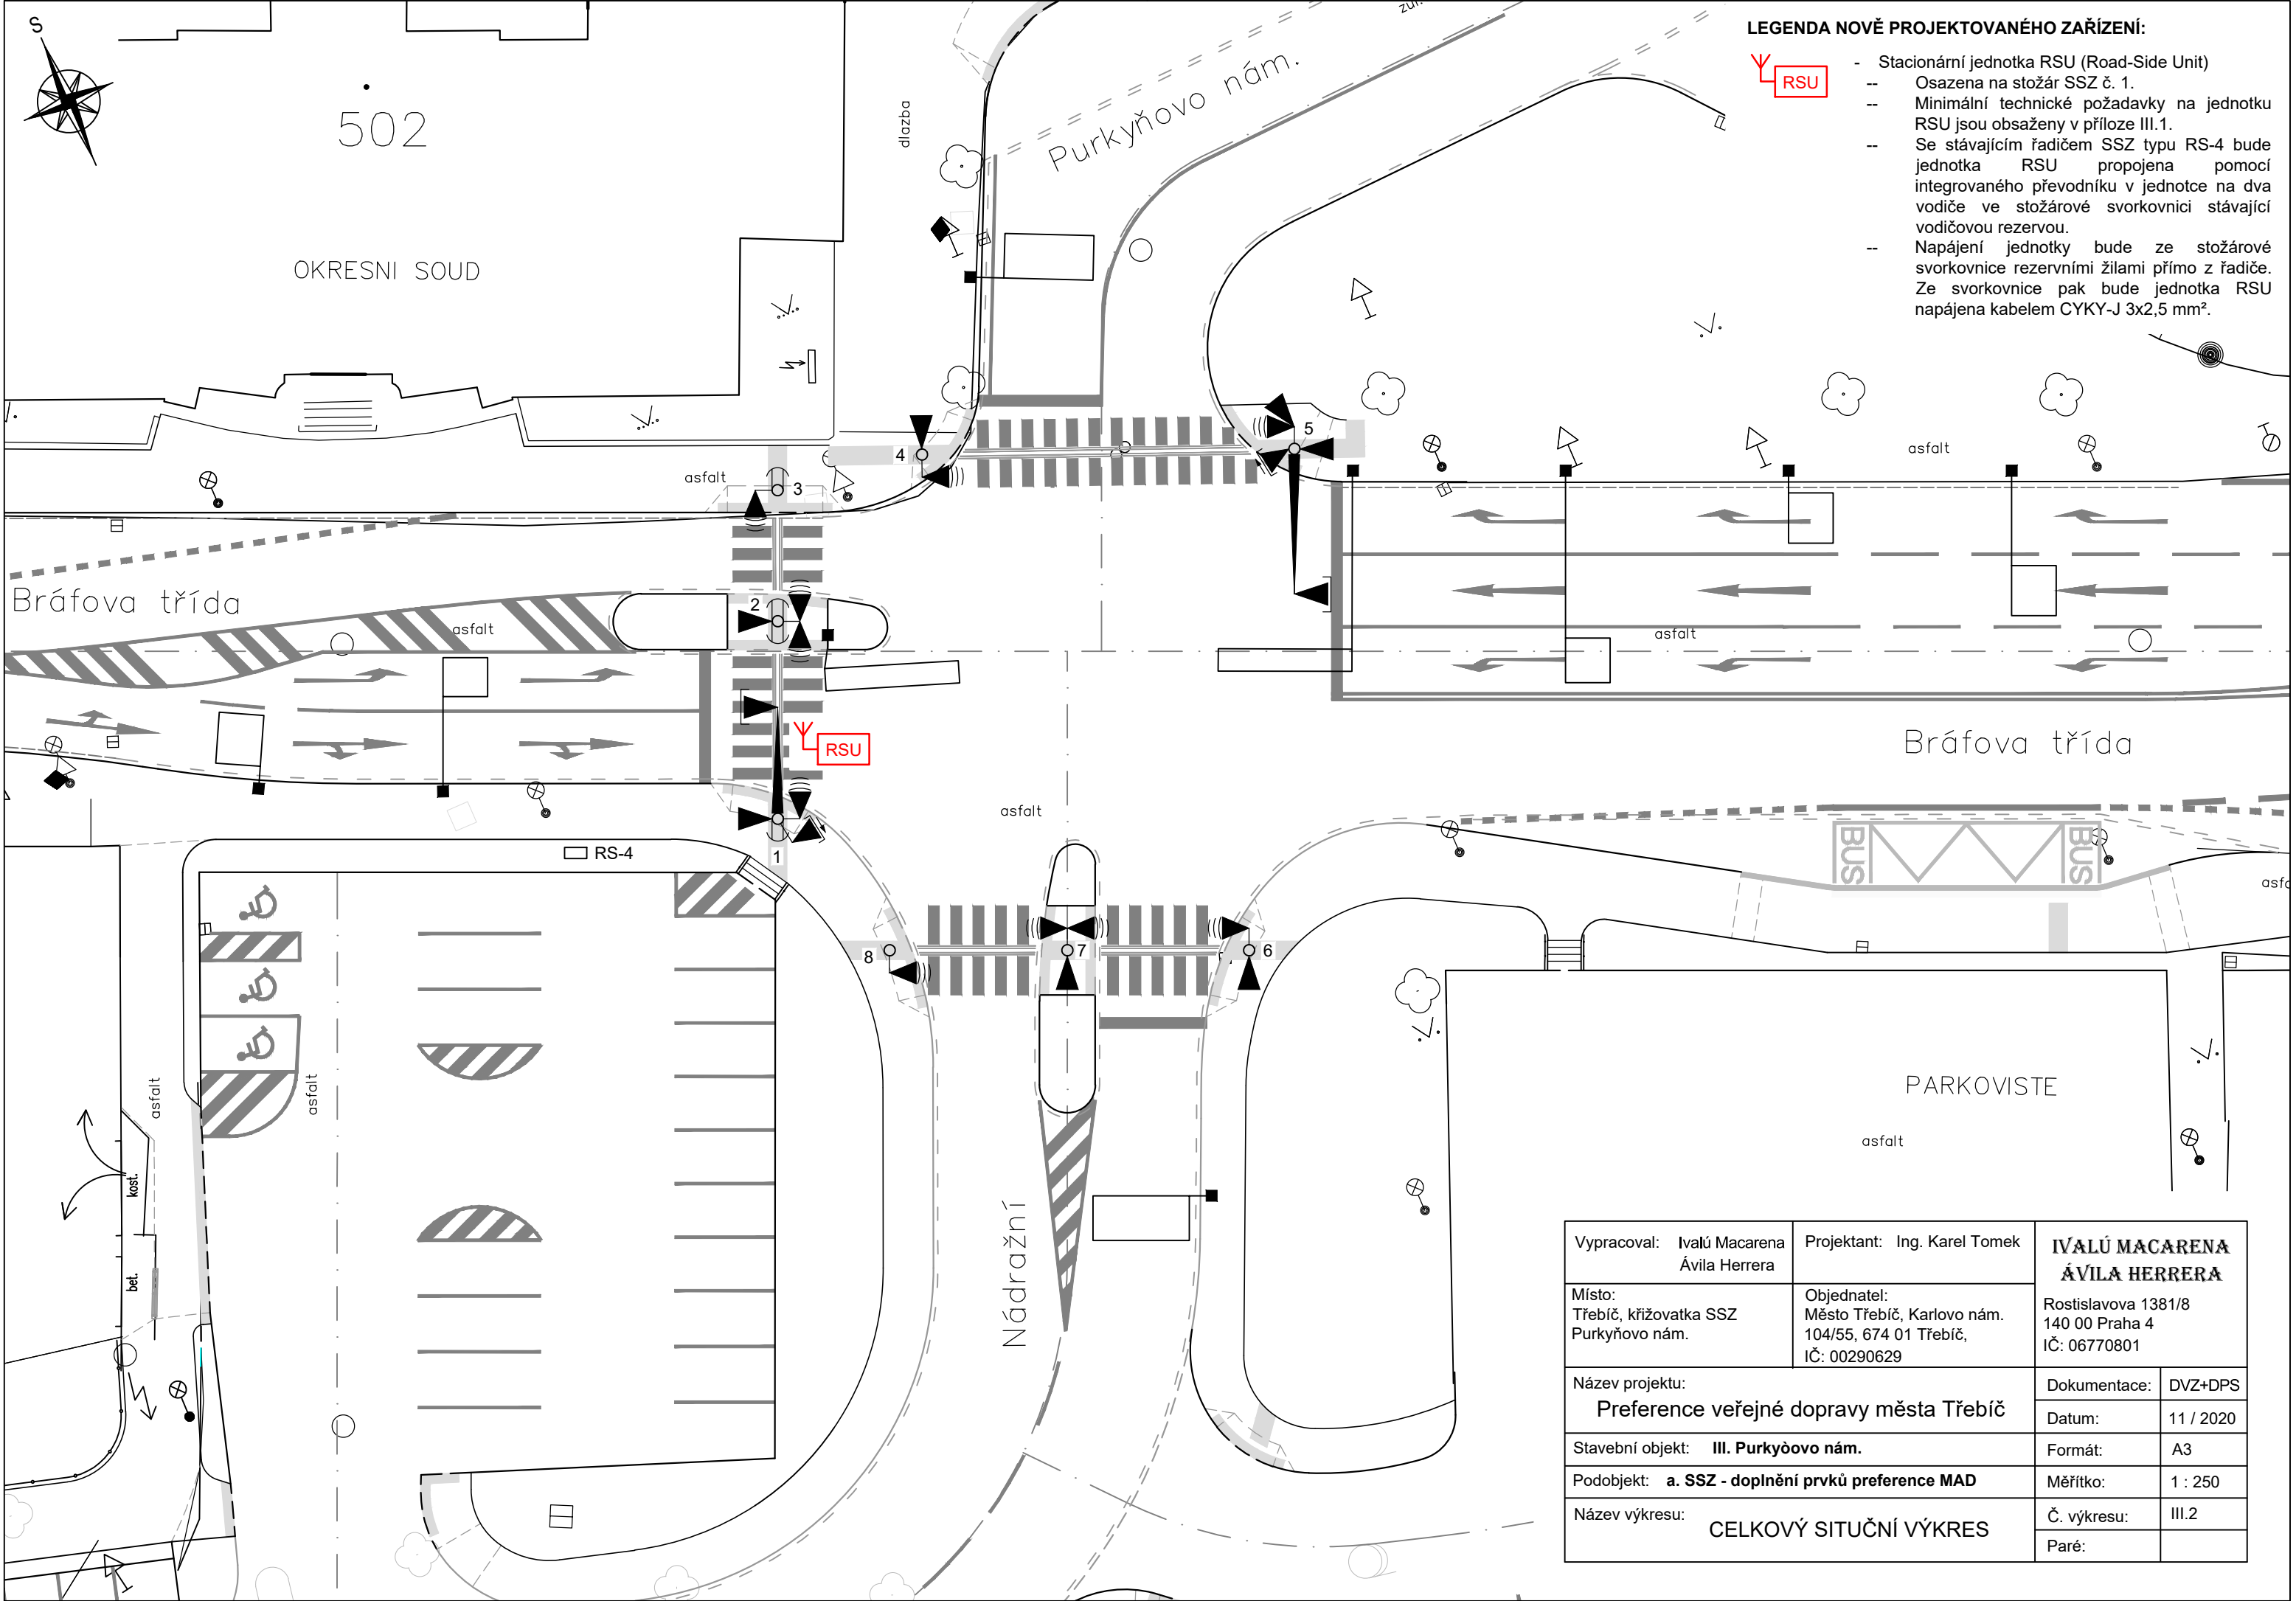 S
502
OKRESNI SOUD
dlazba
Purkyňovo nám.
LEGENDA NOVĚ PROJEKTOVANÉHO ZAŘÍZENÍ:
RSU
- Stacionární jednotka RSU (Road-Side Unit)
-- Osazena na stožár SSZ č. 1.
-- Minimální technické požadavky na jednotku
RSU jsou obsaženy v příloze III.1.
-- Se stávajícím řadičem SSZ typu RS-4 bude
jednotka RSU propojena pomocí
integrovaného převodníku v jednotce na dva
vodiče ve stožárové svorkovnici stávající
vodičovou rezervou.
-- Napájení jednotky bude ze stožárové
svorkovnice rezervními žilami přímo z řadiče.
Ze svorkovnice pak bude jednotka RSU
napájena kabelem CYKY-J 3x2,5 mm².
4
5
asfalt
3
asfalt
Bráfova třída
2
asfalt
asfalt
RSU
Bráfova třída
asfalt
RS-4
1
BUS
BUS
8
7
6
asfalt
asfalt
PARKOVISTE
asfalt
kost.
bet.
Nádražní
Vypracoval: Ivalú Macarena
Ávila Herrera
Projektant: Ing. Karel Tomek
IVALÚ MACARENA
ÁVILA HERRERA
Rostislavova 1381/8
140 00 Praha 4
IČ: 06770801
Místo:
Třebíč, křižovatka SSZ
Purkyňovo nám.
Objednatel:
Město Třebíč, Karlovo nám.
104/55, 674 01 Třebíč,
IČ: 00290629
Název projektu:
Preference veřejné dopravy města Třebíč
Dokumentace: DVZ+DPS
Datum: 11 / 2020
Stavební objekt: III. Purkyòovo nám.
Formát: A3
Podobjekt: a. SSZ - doplnění prvků preference MAD
Měřítko: 1 : 250
Název výkresu: CELKOVÝ SITUČNÍ VÝKRES
Č. výkresu: III.2
Paré: